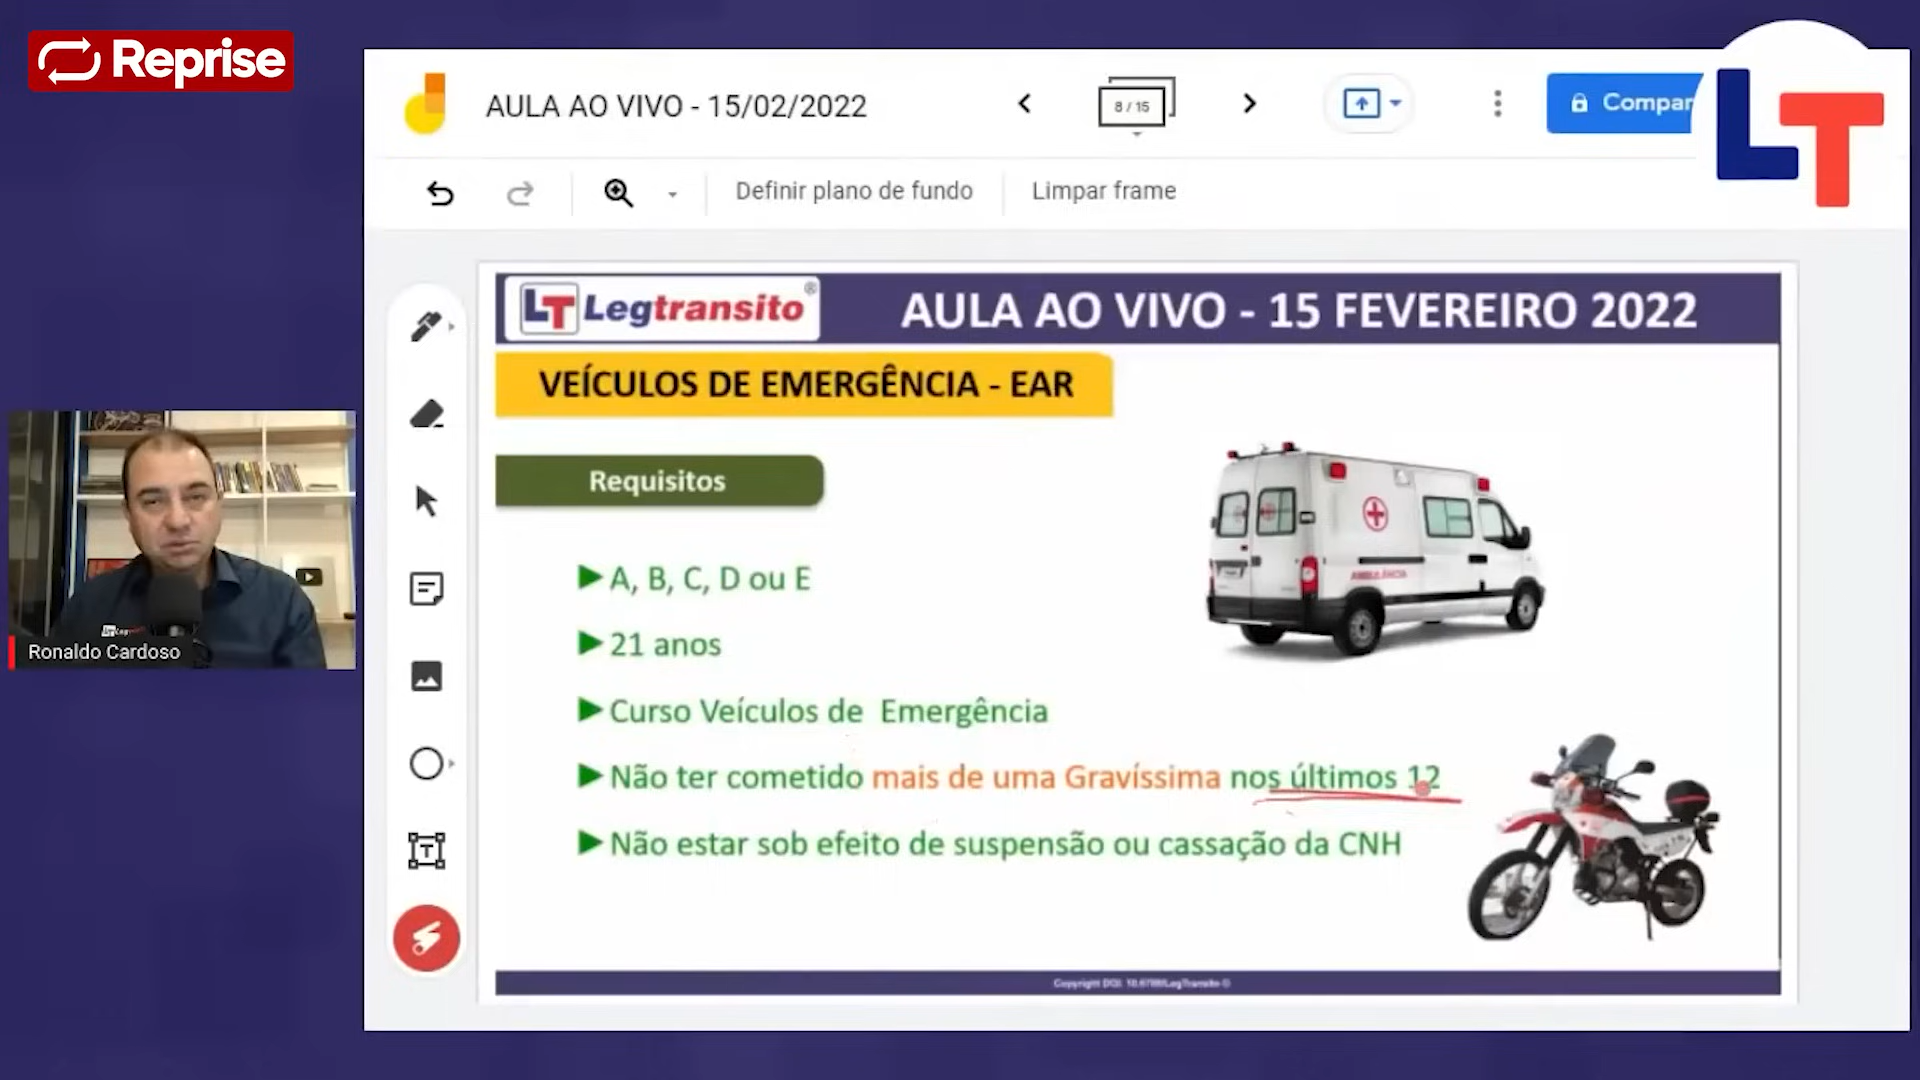 Reprise
AULA AO VIVO - 15/02/2022
8 / 15
Compar
LT
Definir plano de fundo
Limpar frame
LT Legtransito®
AULA AO VIVO - 15 FEVEREIRO 2022
VEÍCULOS DE EMERGÊNCIA - EAR
Requisitos
A, B, C, D ou E
21 anos
Curso Veículos de Emergência
Não ter cometido mais de uma Gravíssima nos últimos 12
Não estar sob efeito de suspensão ou cassação da CNH
AMBULÂNCIA
Ronaldo Cardoso